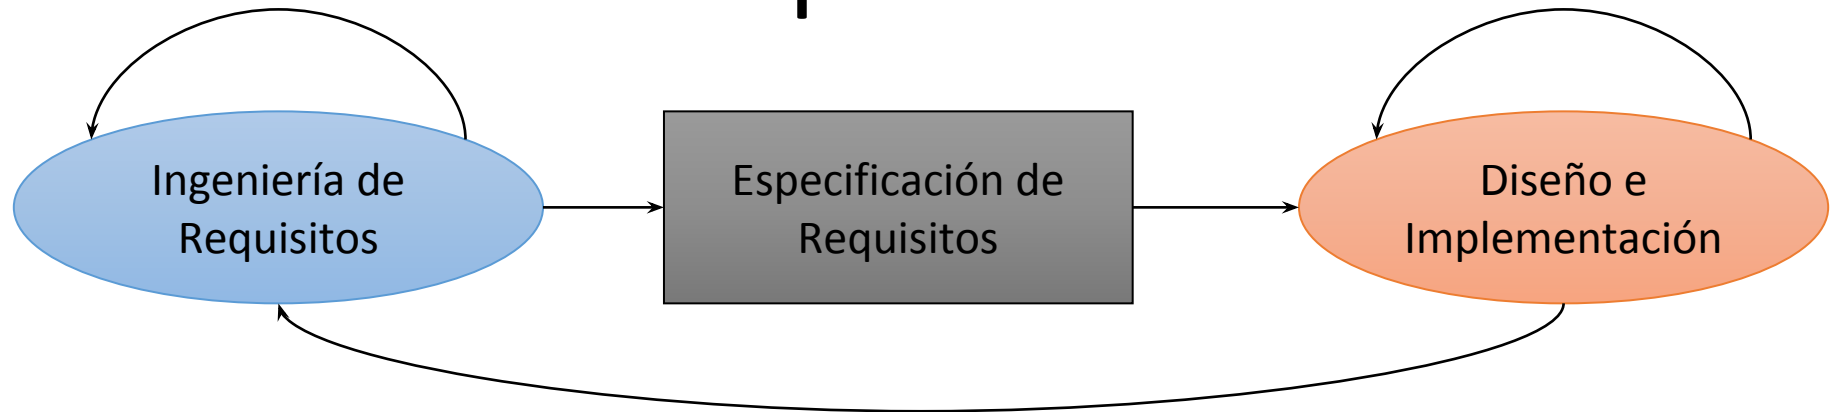 Ingeniería de
Requisitos
Especificación de
Requisitos
Diseño e
Implementación